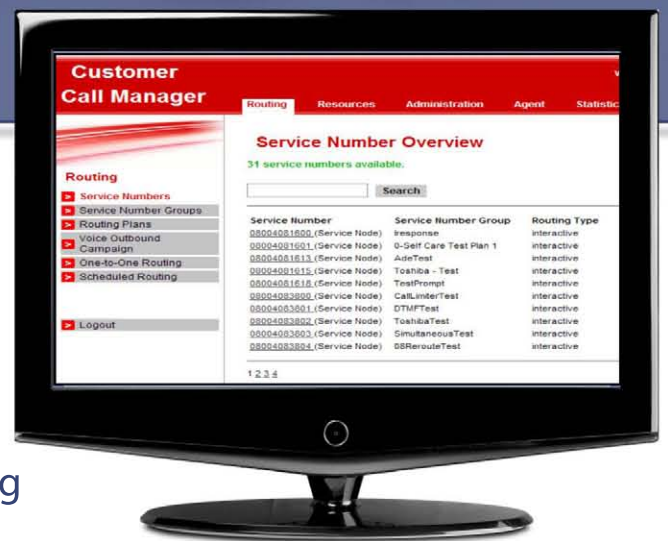 Customer
Call Manager
Routing Resources Administration Agent Statistic
Service Number Overview
31 service numbers available.
Search
Routing
Service Numbers
Service Number Groups
Routing Plans
Voice Outbound
Campaign
One-to-One Routing
Scheduled Routing
Logout
Service Number Service Number Group Routing Type
08004081600 (Service Node) Iresponse interactive
08004081601 (Service Node) 0-Self Care Test Plan 1 interactive
08004081613 (Service Node) AdeTest interactive
08004081615 (Service Node) Toshiba - Test interactive
08004081618 (Service Node) TestPrompt interactive
08004083800 (Service Node) CallLimiterTest interactive
08004083801 (Service Node) DTMFTest interactive
08004083802 (Service Node) ToshibaTest interactive
08004083803 (Service Node) SimultaneousTest interactive
08004083804 (Service Node) 08RerouteTest interactive
1 2 3 4
g